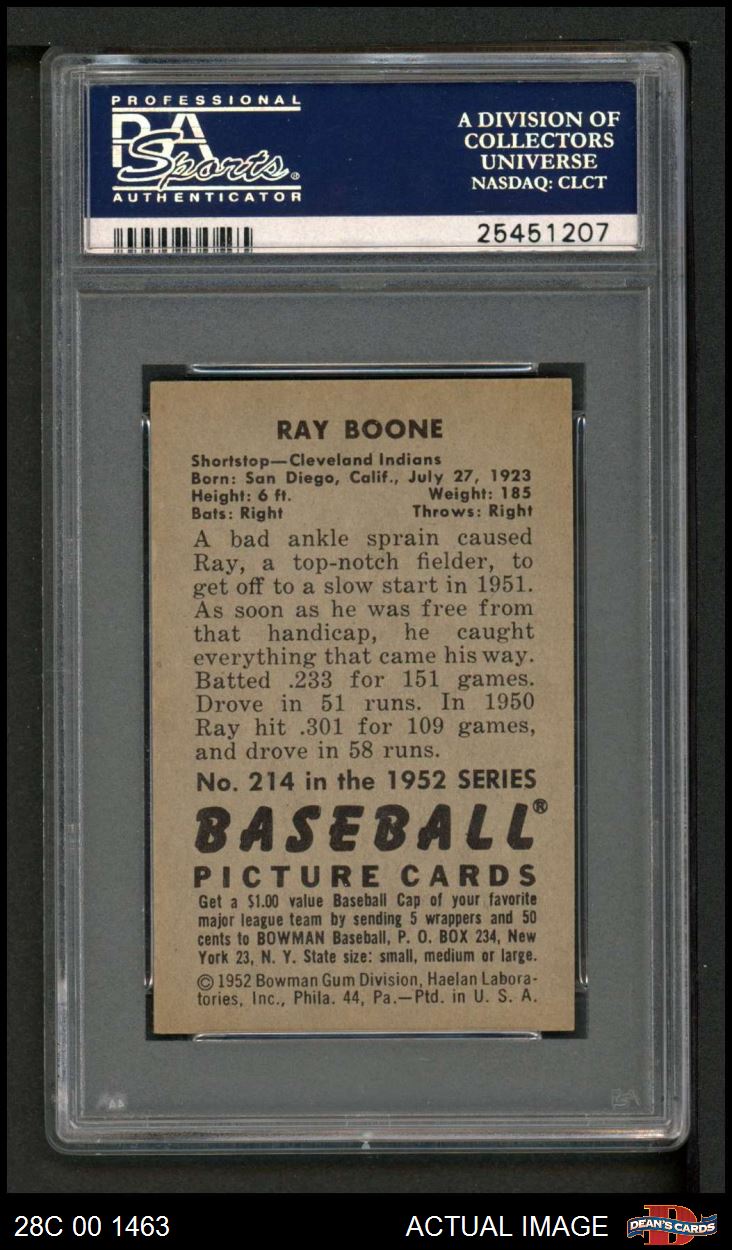 PROFESSIONAL
PSA
Sports®
AUTHENTICATOR
A DIVISION OF
COLLECTORS
UNIVERSE
NASDAQ: CLCT
25451207
RAY BOONE
Shortstop—Cleveland Indians
Born: San Diego, Calif., July 27, 1923
Height: 6 ft. Weight: 185
Bats: Right Throws: Right
A bad ankle sprain caused
Ray, a top-notch fielder, to
get off to a slow start in 1951.
As soon as he was free from
that handicap, he caught
everything that came his way.
Batted .233 for 151 games.
Drove in 51 runs. In 1950
Ray hit .301 for 109 games,
and drove in 58 runs.
No. 214 in the 1952 SERIES
BASEBALL®
PICTURE CARDS
Get a $1.00 value Baseball Cap of your favorite
major league team by sending 5 wrappers and 50
cents to BOWMAN Baseball, P. O. BOX 234, New
York 23, N. Y. State size: small, medium or large.
© 1952 Bowman Gum Division, Haelan Labora-
tories, Inc., Phila. 44, Pa.—Ptd. in U. S. A.
28C 00 1463
ACTUAL IMAGE
DEAN'S CARDS